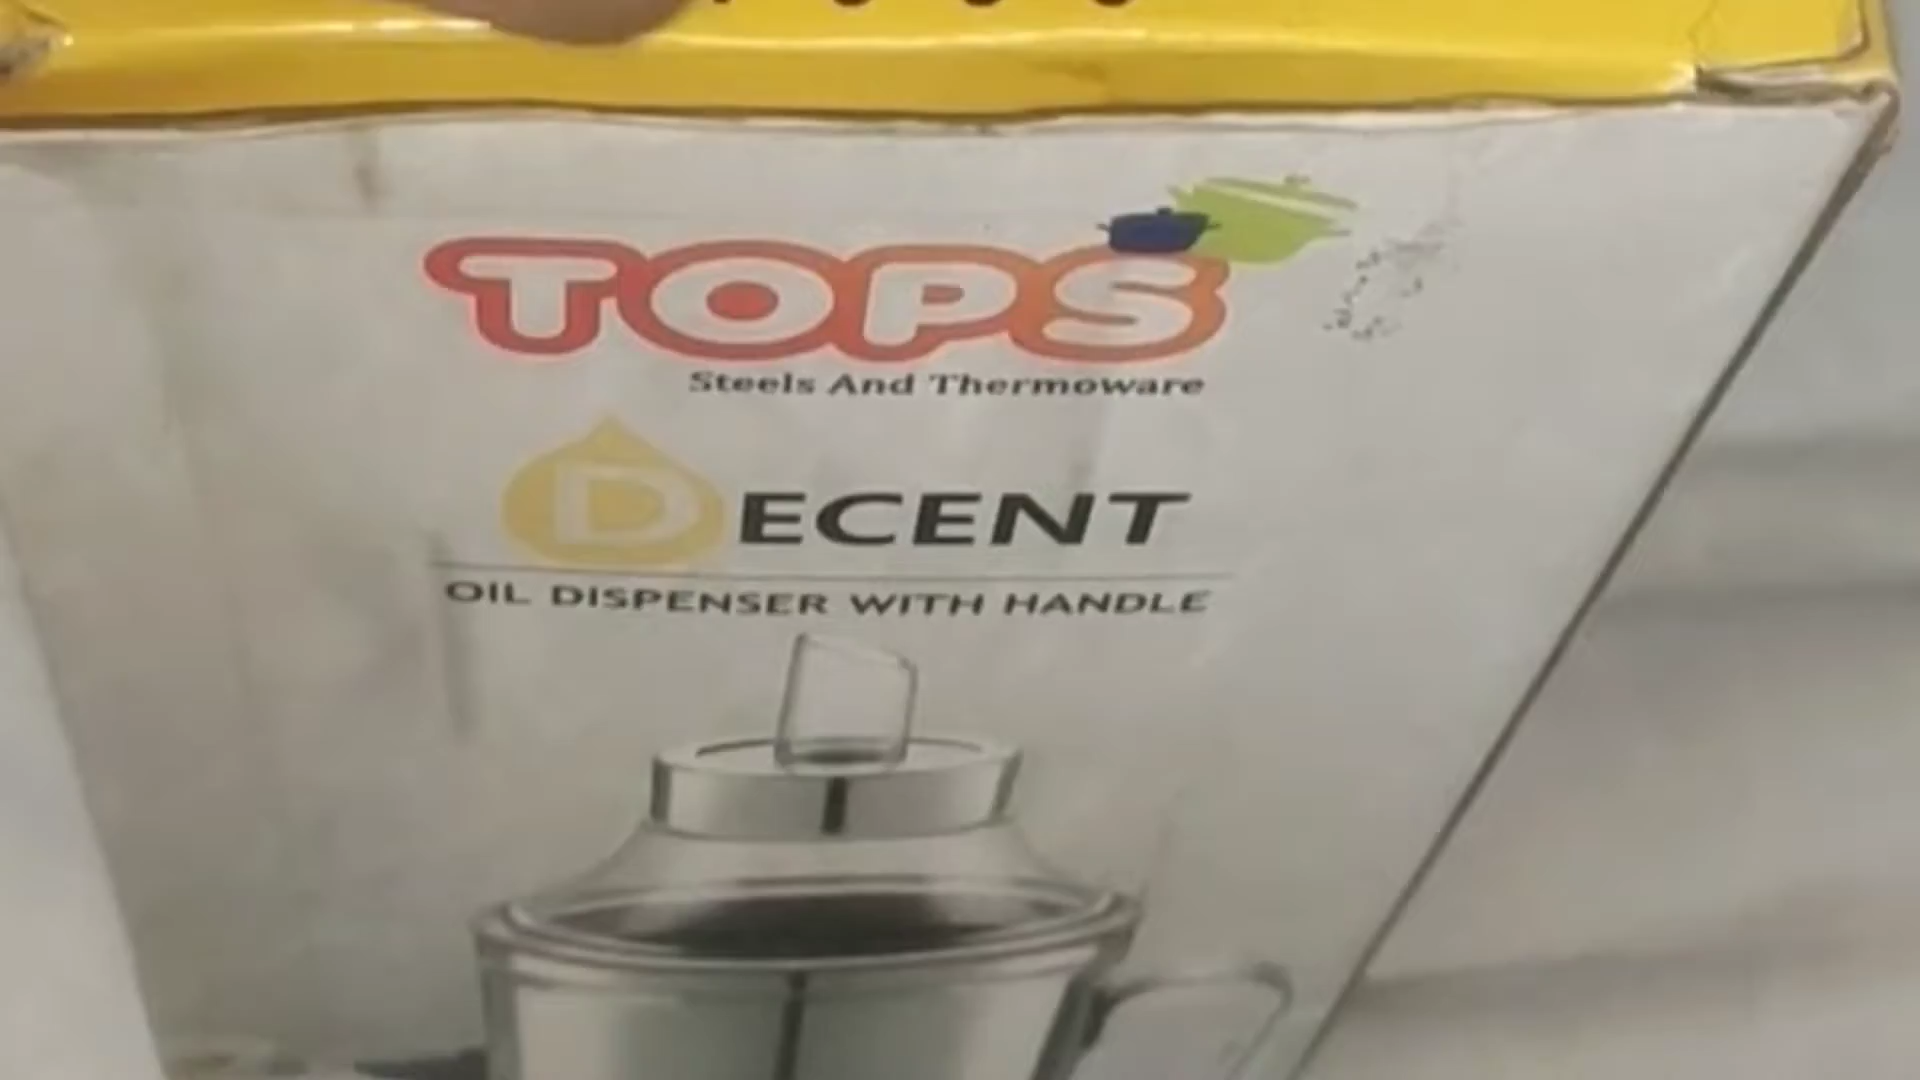 TOPS
Steels And Thermoware
DECENT
OIL DISPENSER WITH HANDLE